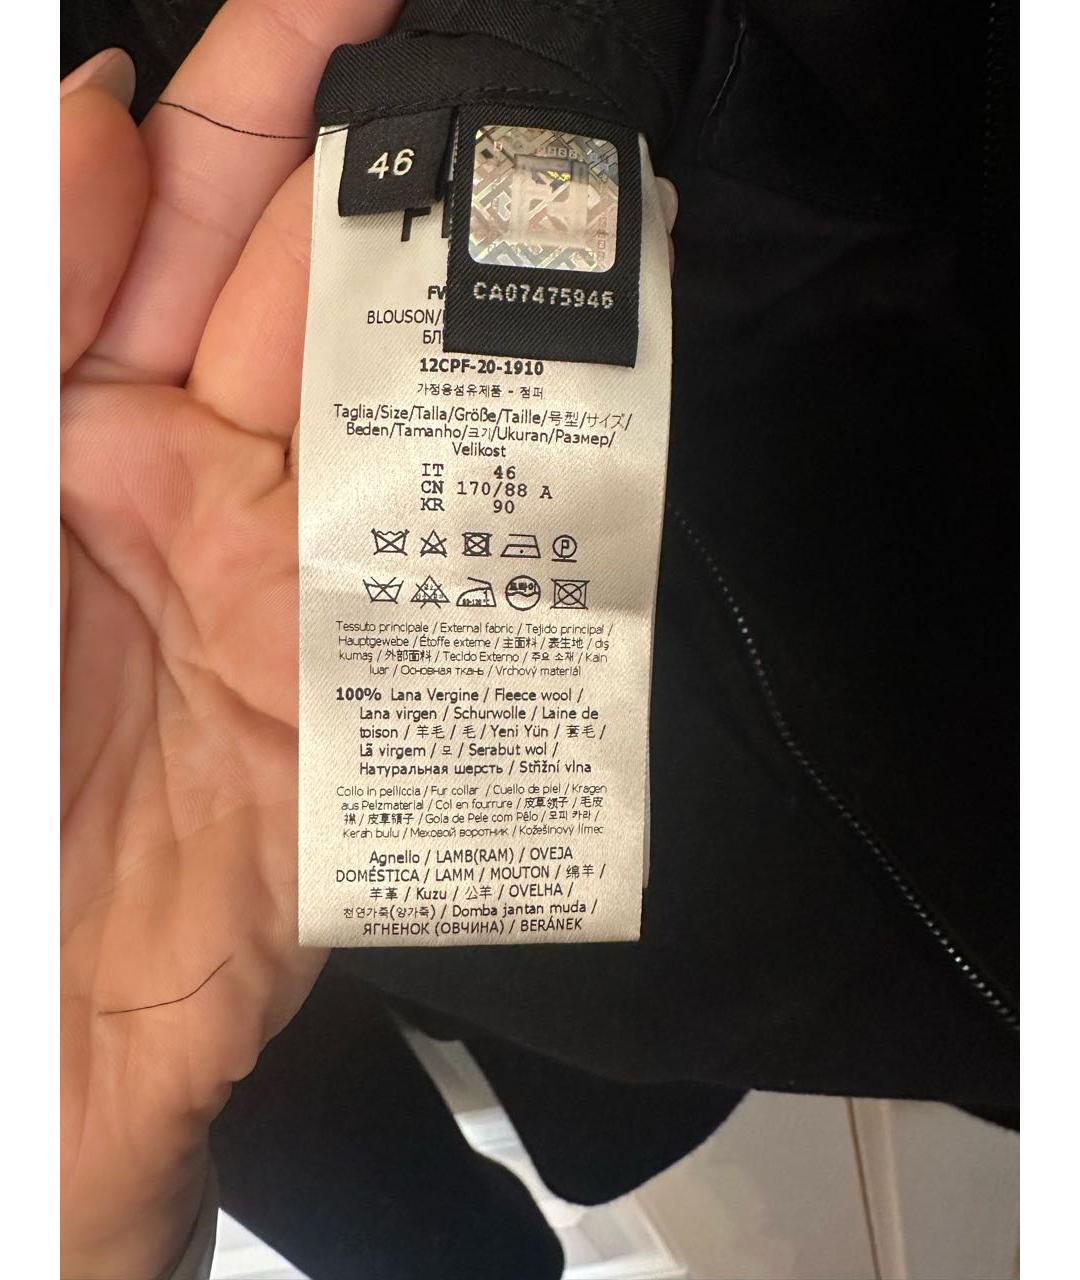 46
CA07475946
BLOUSON/
12CPF-20-1910
가정용섬유제품 - 점퍼
Taglia/Size/Talla/Größe/Taille/号型/サイズ/
Beden/Tamanho/크기/Ukuran/Размер/
Velikost
IT 46
CN 170/88 A
KR 90
P
드라이
Tessuto principale / External fabric / Tejido principal /
Hauptgewebe / Étoffe externe / 主面料 / 表生地 / dış
kumaş / 外部面料 / Tecido Externo / 주요 소재 / Kain
luar / Основная ткань / Vrchový materiál
100% Lana Vergine / Fleece wool /
Lana virgen / Schurwolle / Laine de
toison / 羊毛 / 毛 / Yeni Yün / 套毛 /
Lã virgem / 모 / Serabut wol /
Натуральная шерсть / Střižní vlna
Collo in pelliccia / Fur collar / Cuello de piel / Kragen
aus Pelzmaterial / Col en fourrure / 皮草领子 / 毛皮
襟 / 皮草領子 / Gola de Pele com Pêlo / 모피 카라 /
Kerah bulu / Меховой воротник / Kožešinový límec
Agnello / LAMB(RAM) / OVEJA
DOMÉSTICA / LAMM / MOUTON / 绵羊 /
羊革 / Kuzu / 公羊 / OVELHA /
천연가죽(양가죽) / Domba jantan muda /
ЯГНЕНОК (ОВЧИНА) / BERÁNEK